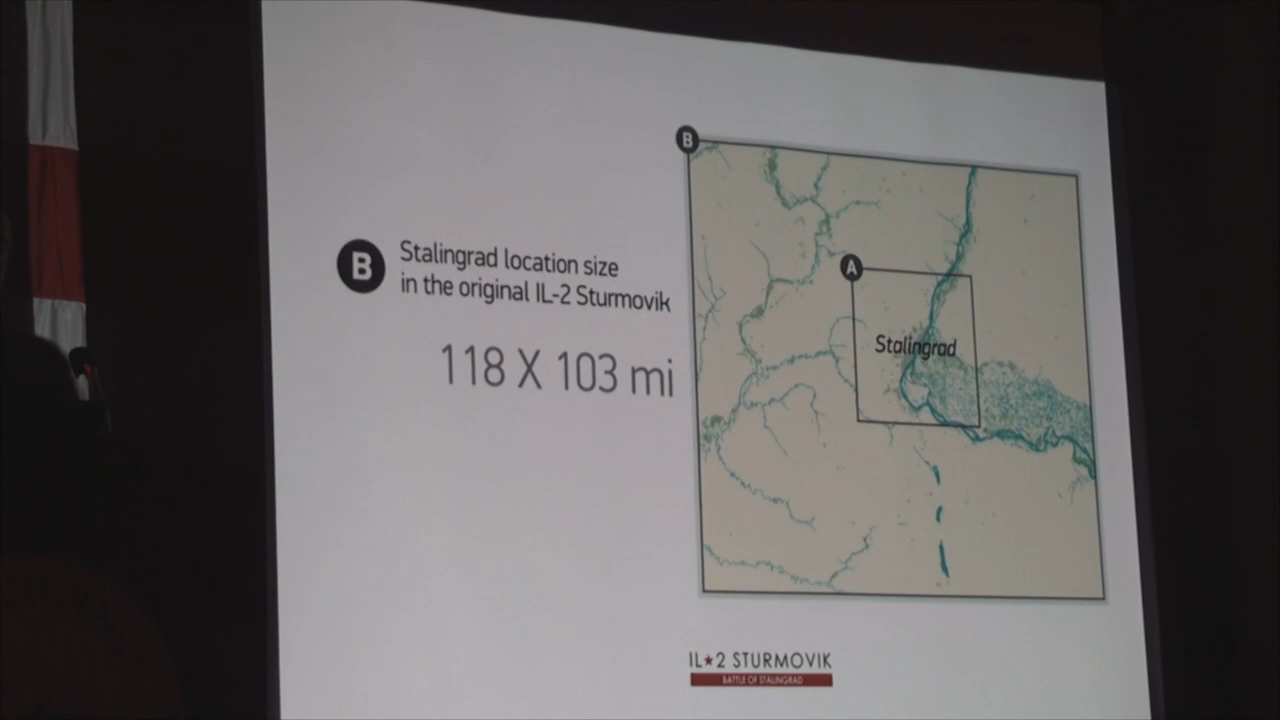 B
Stalingrad location size
in the original IL-2 Sturmovik
118 X 103 mi
B
A
Stalingrad
IL★2 STURMOVIK
BATTLE OF STALINGRAD